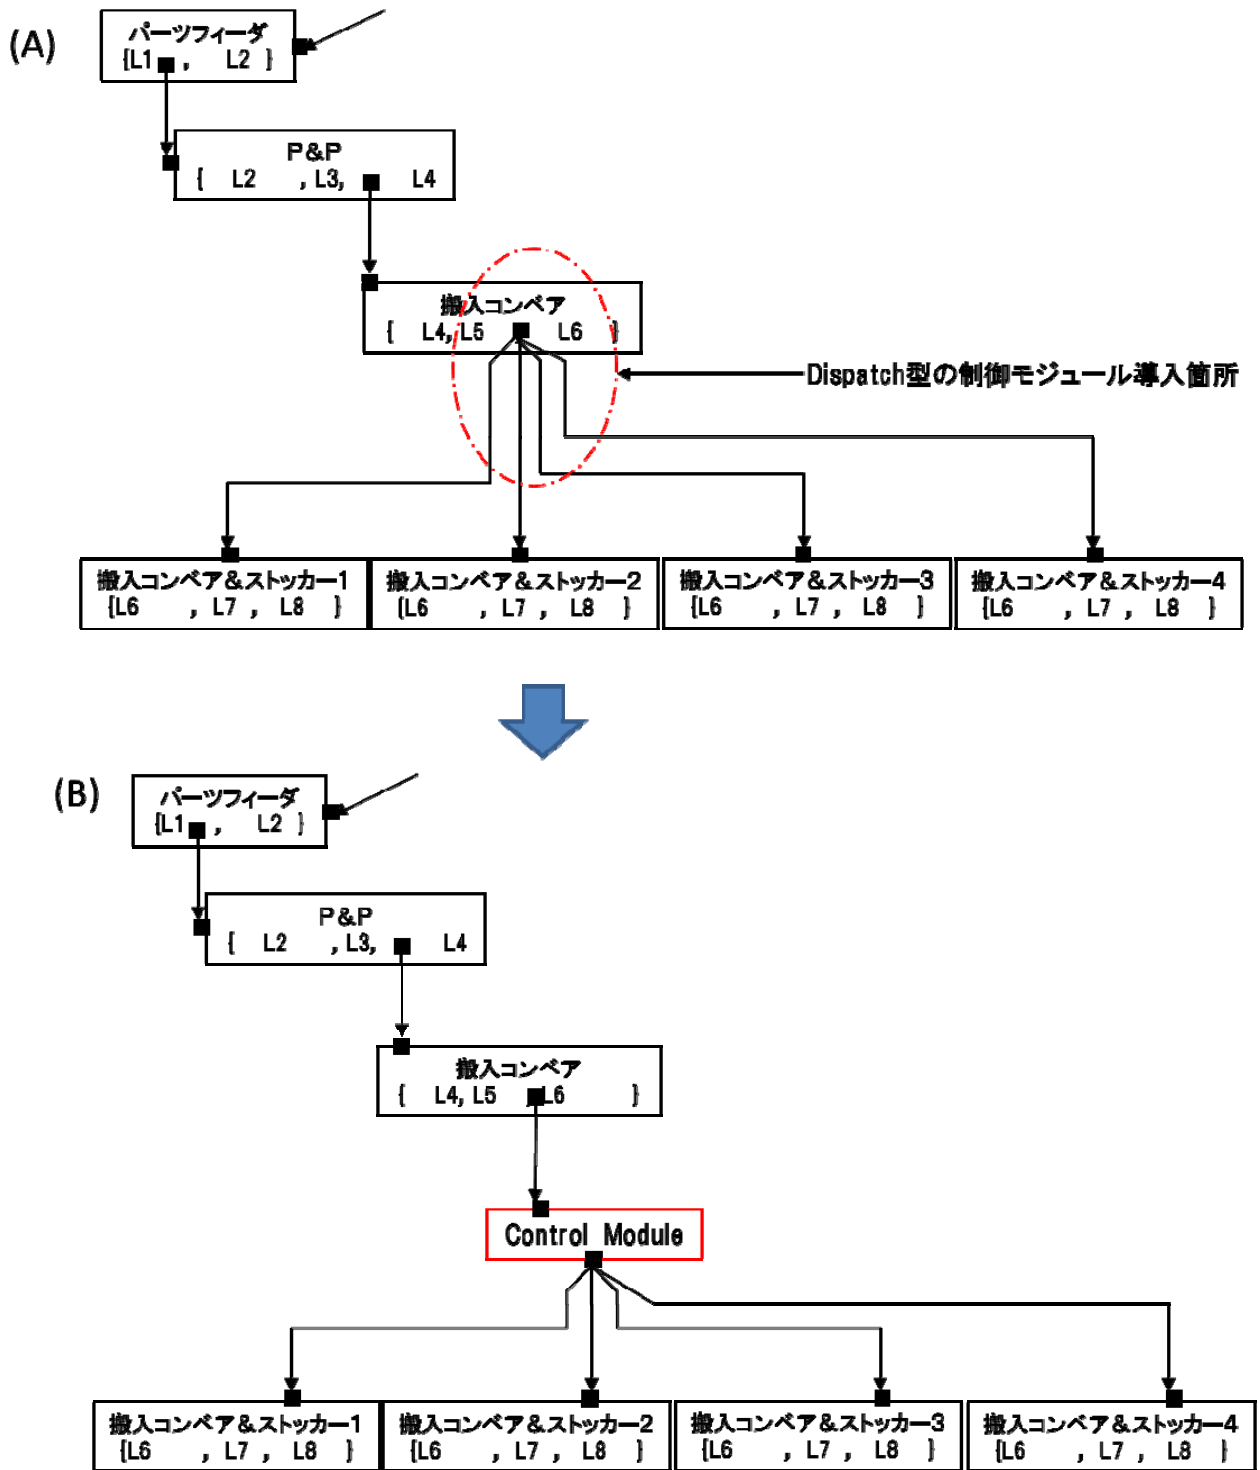 (A)
パーツフィーダ
{L1 , L2 }
P&P
{ L2 , L3, L4
搬入コンベア
{ L4, L5 L6 }
Dispatch型の制御モジュール導入箇所
搬入コンベア&ストッカー1
{L6 , L7 , L8 }
搬入コンベア&ストッカー2
{L6 , L7 , L8 }
搬入コンベア&ストッカー3
{L6 , L7 , L8 }
搬入コンベア&ストッカー4
{L6 , L7 , L8 }
(B)
パーツフィーダ
{L1 , L2 }
P&P
{ L2 , L3, L4
搬入コンベア
{ L4, L5 L6 }
Control Module
搬入コンベア&ストッカー1
{L6 , L7 , L8 }
搬入コンベア&ストッカー2
{L6 , L7 , L8 }
搬入コンベア&ストッカー3
{L6 , L7 , L8 }
搬入コンベア&ストッカー4
{L6 , L7 , L8 }